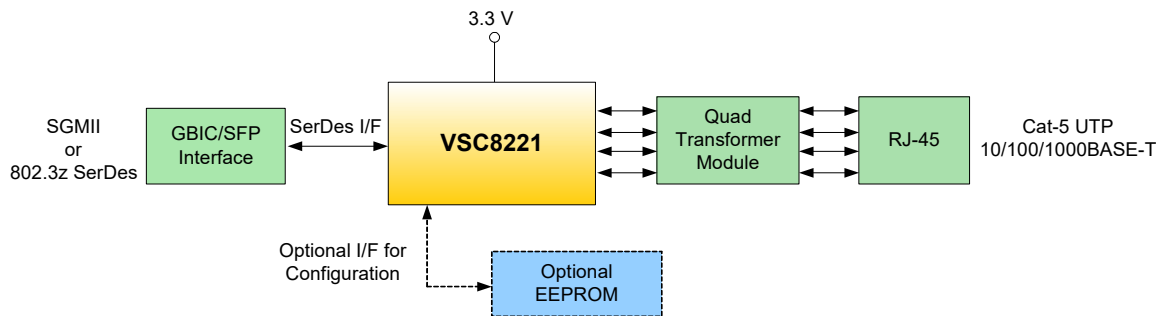 3.3 V
SGMII
or
802.3z SerDes
GBIC/SFP
Interface
SerDes I/F
VSC8221
Quad
Transformer
Module
RJ-45
Cat-5 UTP
10/100/1000BASE-T
Optional I/F for
Configuration
Optional
EEPROM